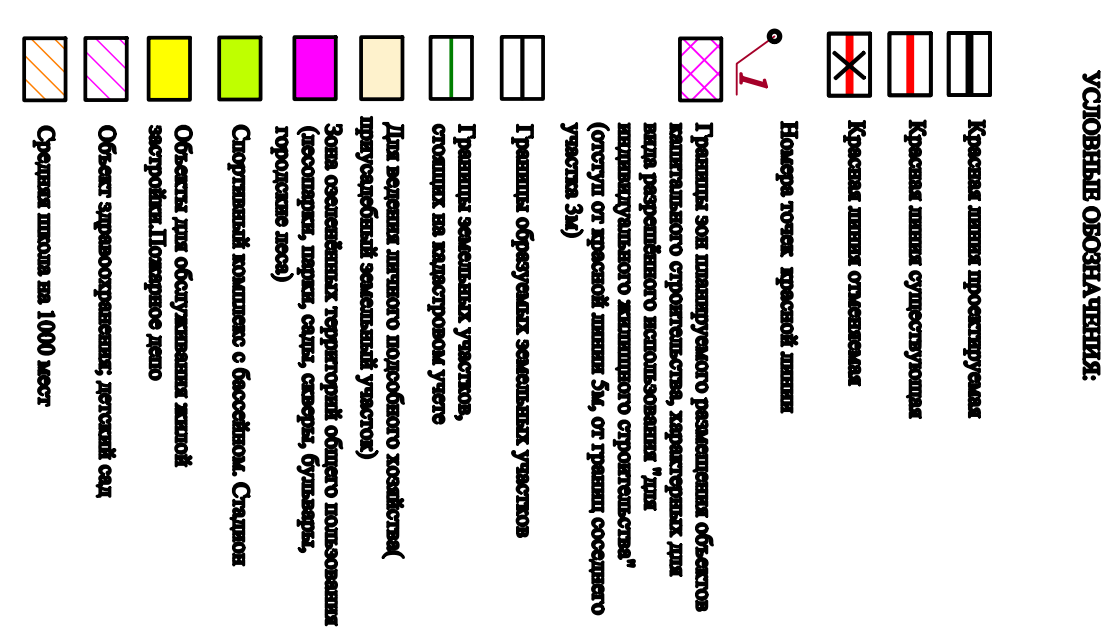 УСЛОВНЫЕ ОБОЗНАЧЕНИЯ:
Красная линия проектируемая
Красная линия существующая
Красная линия отменяемая
1
Номера точек красной линии
Границы зон планируемого размещения объектов
капитального строительства, характерных для
вида разрешённого использования "для
индивидуального жилищного строительства"
(отступ от красной линии 5м, от границ соседнего
участка 3м)
Границы образуемых земельных участков
Границы земельных участков,
стоящих на кадастровом учете
Для ведения личного подсобного хозяйства(
приусадебный земельный участок)
Зона озеленённых территорий общего пользования
(лесопарки, парки, сады, скверы, бульвары,
городские леса)
Спортивный комплекс с бассейном. Стадион
Объекты для обслуживания жилой
застройки.Пожарное депо
Объект здравоохранения; детский сад
Средняя школа на 1000 мест